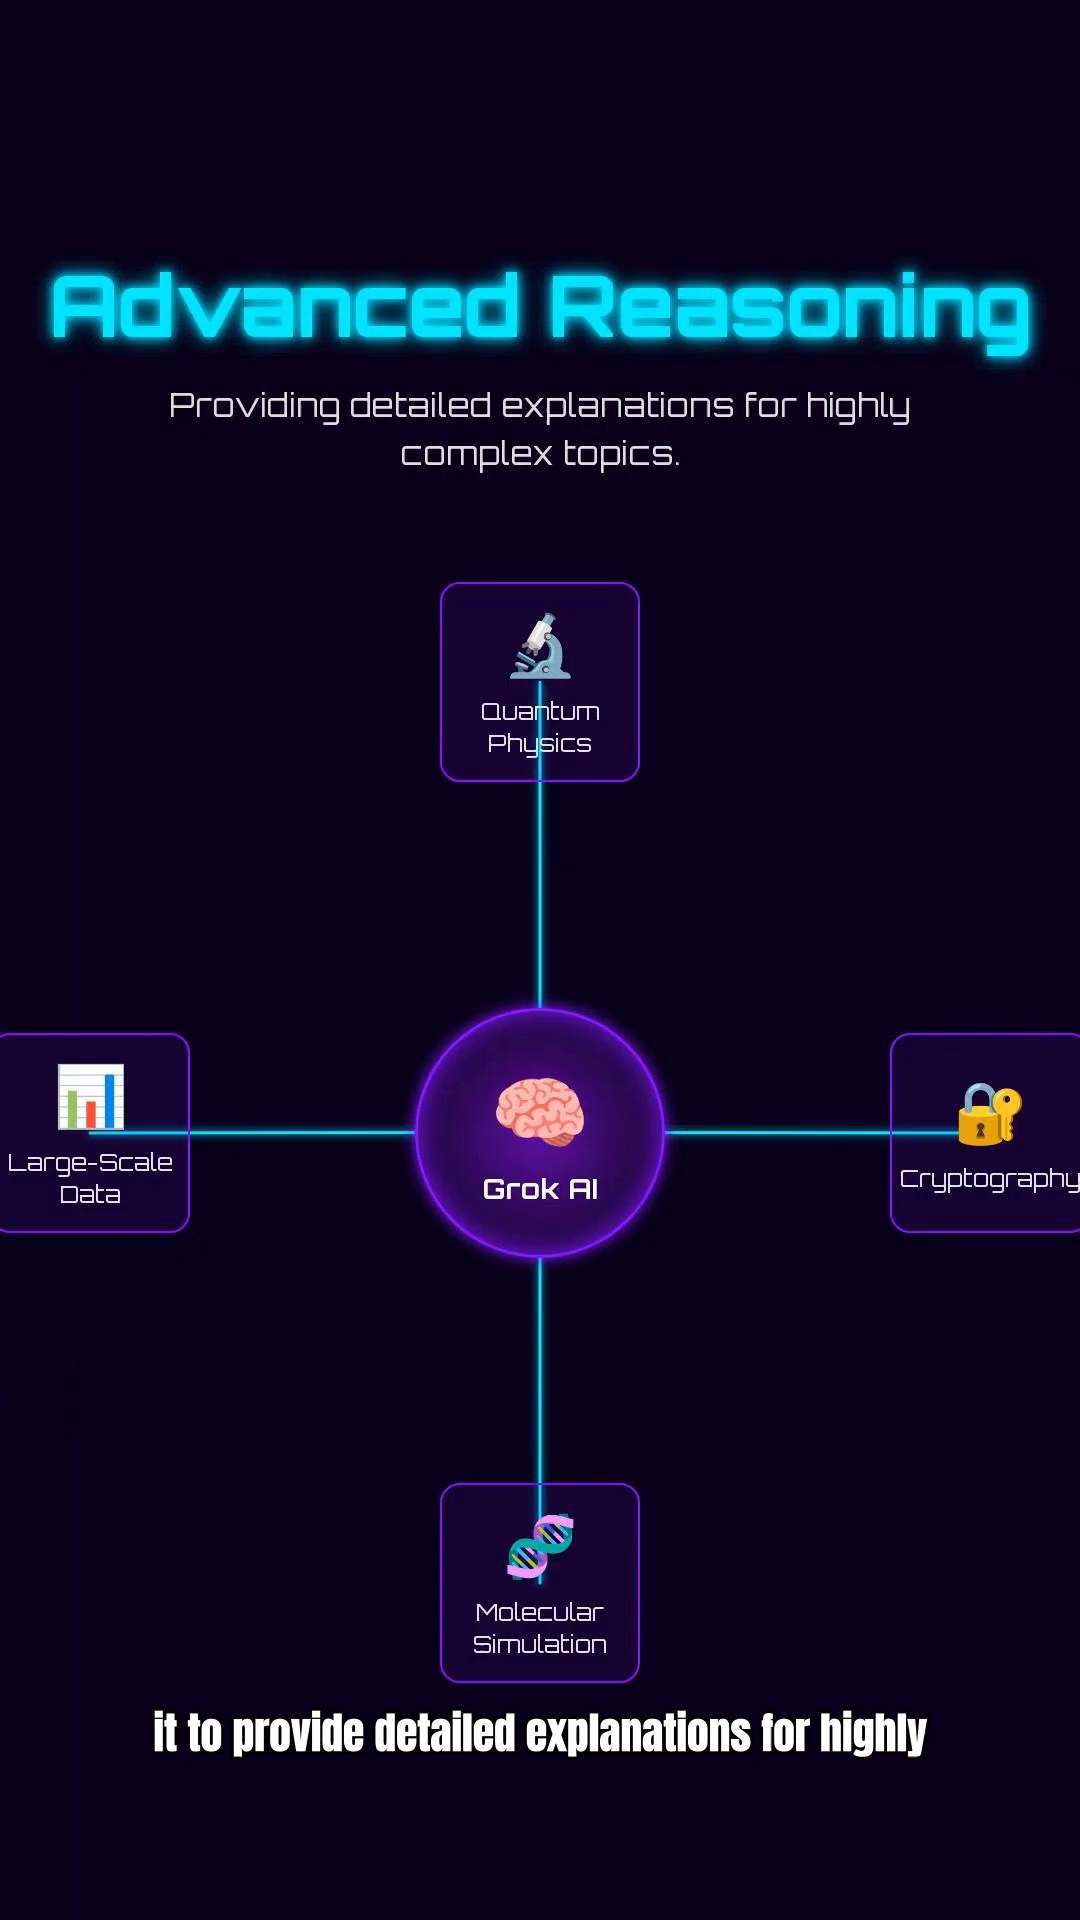 Advanced Reasoning
Providing detailed explanations for highly
complex topics.
Quantum
Physics
Large-Scale
Data
Grok AI
Cryptography
Molecular
Simulation
it to provide detailed explanations for highly